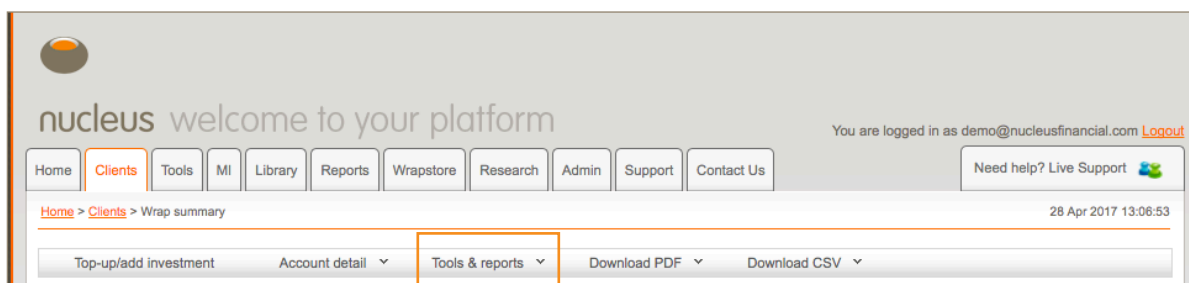 nucleus welcome to your platform
You are logged in as demo@nucleusfinancial.com Logout
Home Clients Tools MI Library Reports Wrapstore Research Admin Support Contact Us Need help? Live Support
Home > Clients > Wrap summary 28 Apr 2017 13:06:53
Top-up/add investment Account detail Tools & reports Download PDF Download CSV